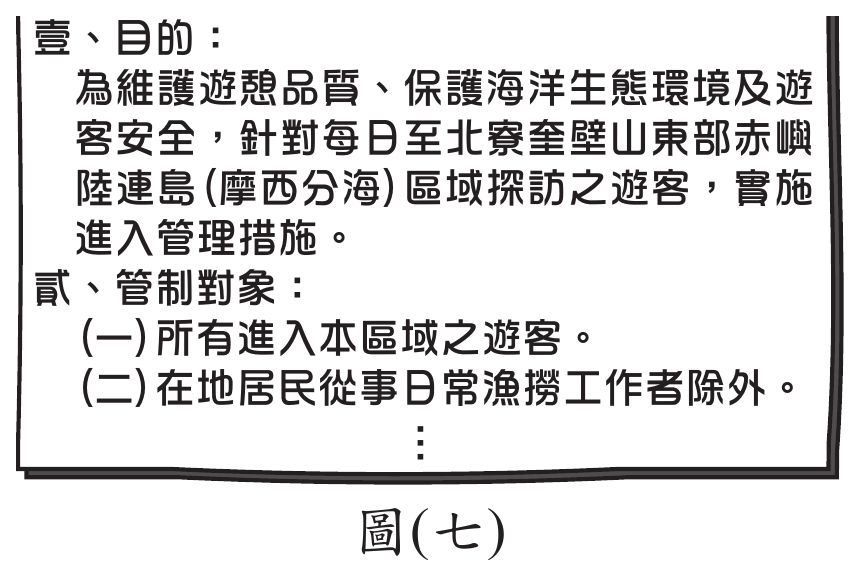 壹、目的：
為維護遊憩品質、保護海洋生態環境及遊
客安全，針對每日至北寮奎壁山東部赤嶼
陸連島(摩西分海)區域探訪之遊客，實施
進入管理措施。
貳、管制對象：
(一)所有進入本區域之遊客。
(二)在地居民從事日常漁撈工作者除外。
⋮
圖(七)